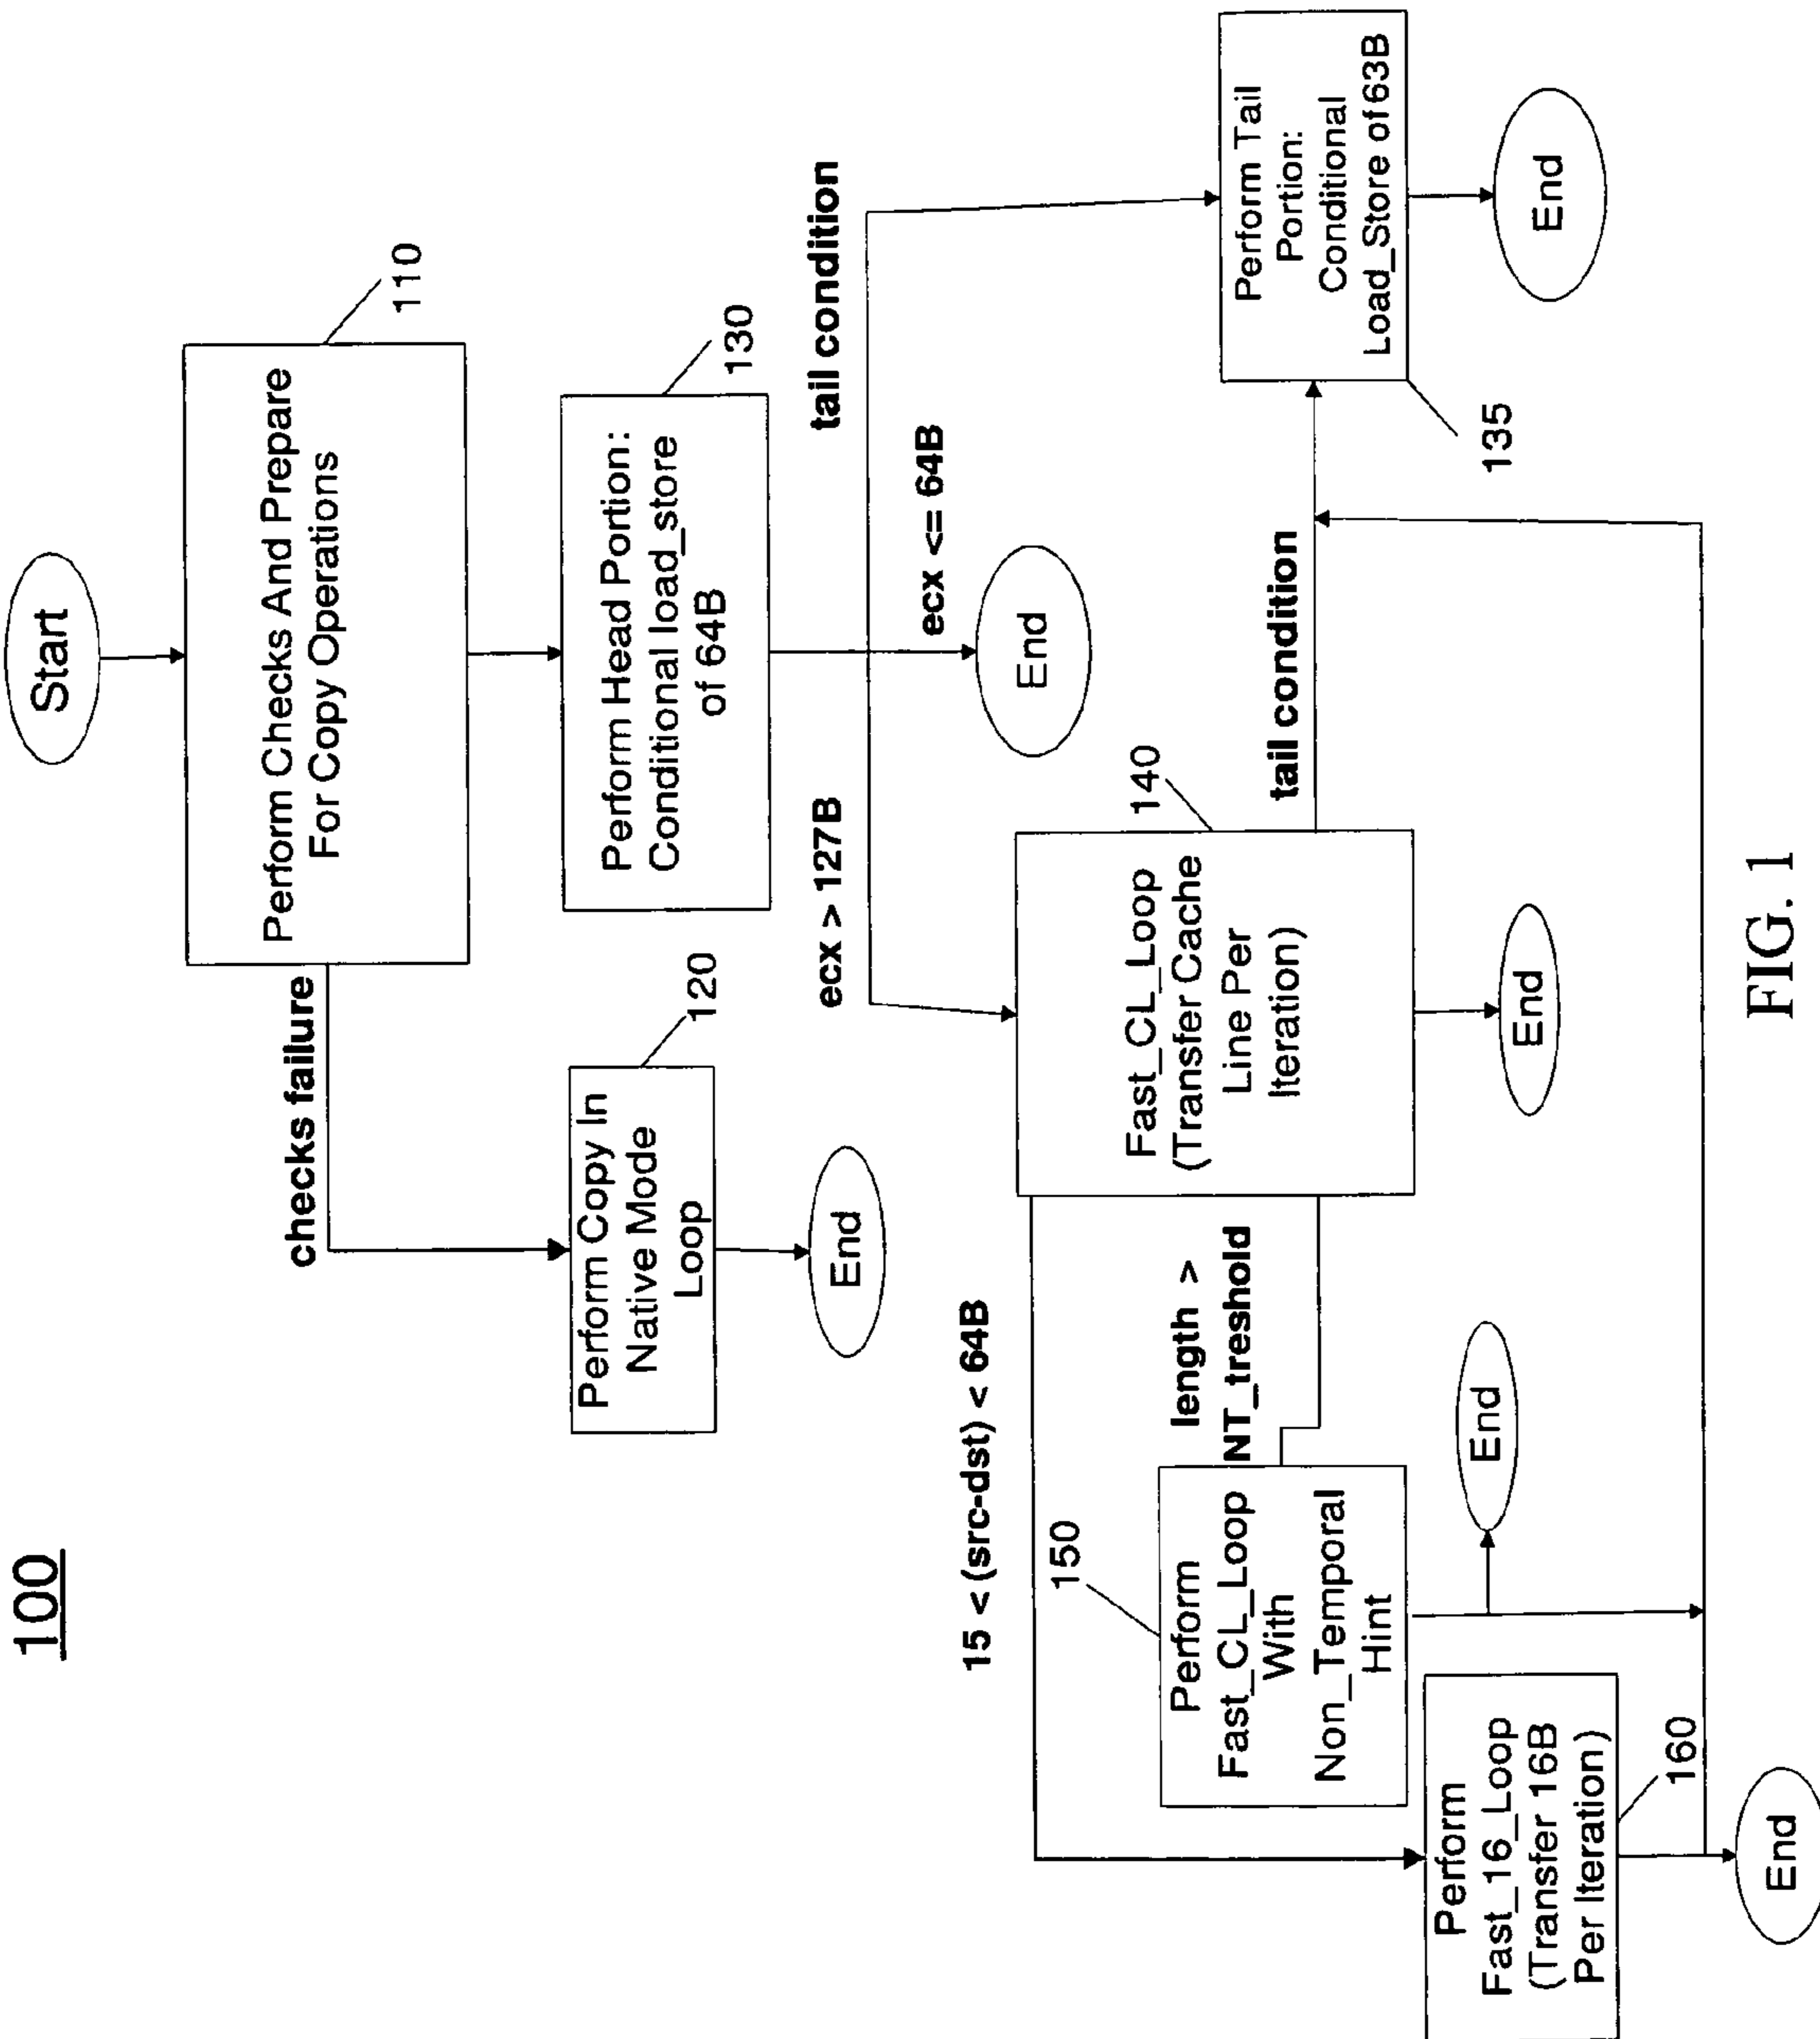 100
Start
Perform Checks And Prepare
For Copy Operations
110
checks failure
Perform Copy In
Native Mode
Loop
120
End
Perform Head Portion:
Conditional load_store
of 64B
130
ecx > 127B
ecx <= 64B
tail condition
End
Fast_CL_Loop
(Transfer Cache
Line Per
Iteration)
140
tail condition
Perform Tail
Portion:
Conditional
Load_Store of 63B
135
End
End
15 < (src-dst) < 64B
length >
NT_treshold
Perform
Fast_CL_Loop
With
Non_Temporal
Hint
150
End
Perform
Fast_16_Loop
(Transfer 16B
Per Iteration)
160
End
FIG. 1